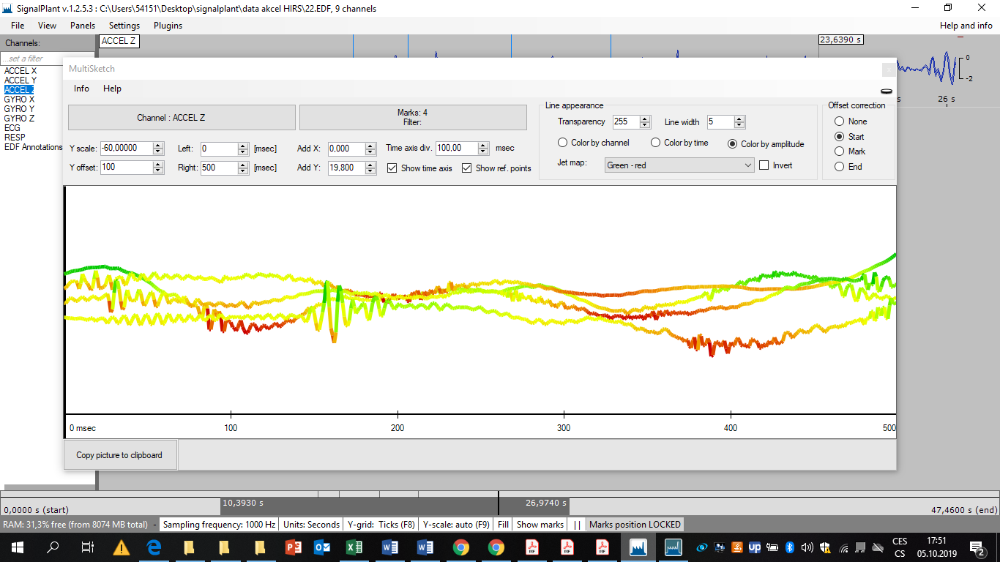 SignalPlant v.1.2.5.3 : C:\Users\54151\Desktop\signalplant\data akcel HIRS\22.EDF, 9 channels
File View Panels Settings Plugins Help and info
Channels:
...set a filter
ACCEL X
ACCEL Y
ACCEL Z
GYRO X
GYRO Y
GYRO Z
ECG
RESP
EDF Annotations
ACCEL Z
23,6390 s
0
-2
s 26 s
MultiSketch
Info Help
Channel : ACCEL Z
Marks: 4
Filter:
Y scale: -60,00000 Left: 0 [msec] Add X: 0,000 Time axis div. 100,00 msec
Y offset: 100 Right: 500 [msec] Add Y: 19,800 Show time axis Show ref. points
Line appearance
Transparency 255 Line width 5
Color by channel Color by time Color by amplitude
Jet map: Green - red Invert
Offset correction
None
Start
Mark
End
0 msec 100 200 300 400 500
Copy picture to clipboard
0,0000 s (start) 10,3930 s 26,9740 s 47,4600 s (end)
RAM: 31,3% free (from 8074 MB total) - Sampling frequency: 1000 Hz Units: Seconds Y-grid: Ticks (F8) Y-scale: auto (F9) Fill Show marks | | Marks position LOCKED
CES 17:51
CS 05.10.2019
2